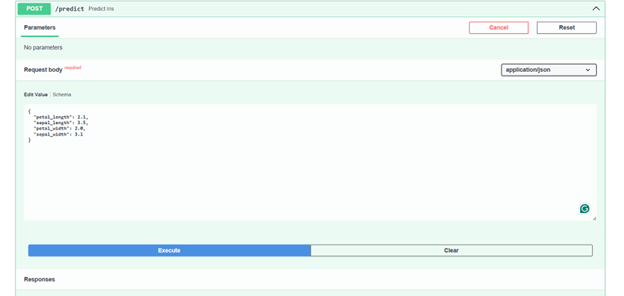 POST /predict Predict Iris
Parameters Cancel Reset
No parameters
Request body required application/json
Edit Value | Schema
{
"petal_length": 2.1,
"sepal_length": 3.5,
"petal_width": 2.0,
"sepal_width": 3.1
}
Execute Clear
Responses